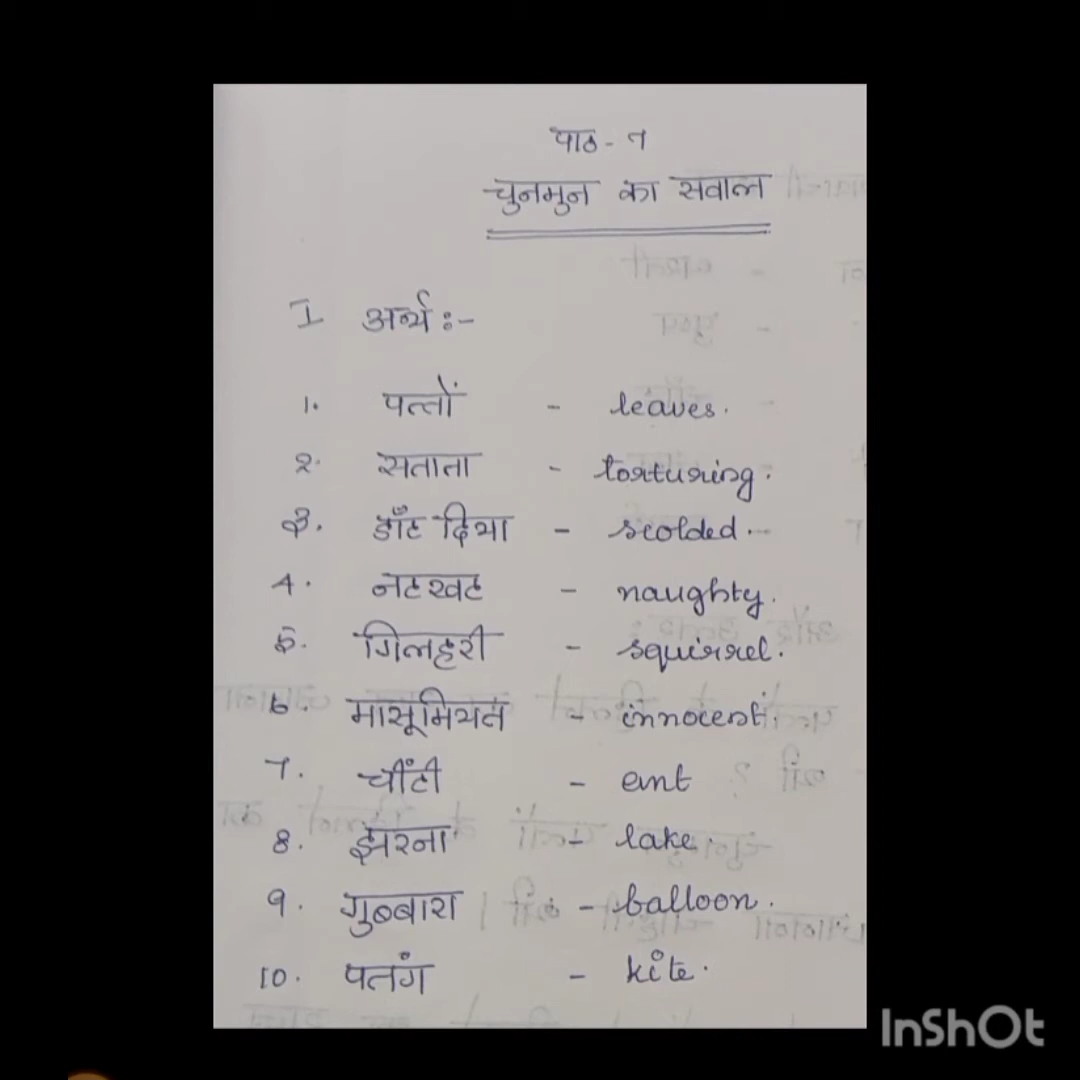 पाठ - १
चुनमुन का सवाल
I अर्थ :-
1. पत्तों - leaves.
2. सताना - torturing.
3. डाँट दिया - scolded.
4. नटखट - naughty.
5. गिलहरी - squirrel.
6. मासूमियत - innocent.
7. चींटी - ant
8. झरना - lake.
9. गुब्बारा - balloon.
10. पतंग - kite.
InShOt